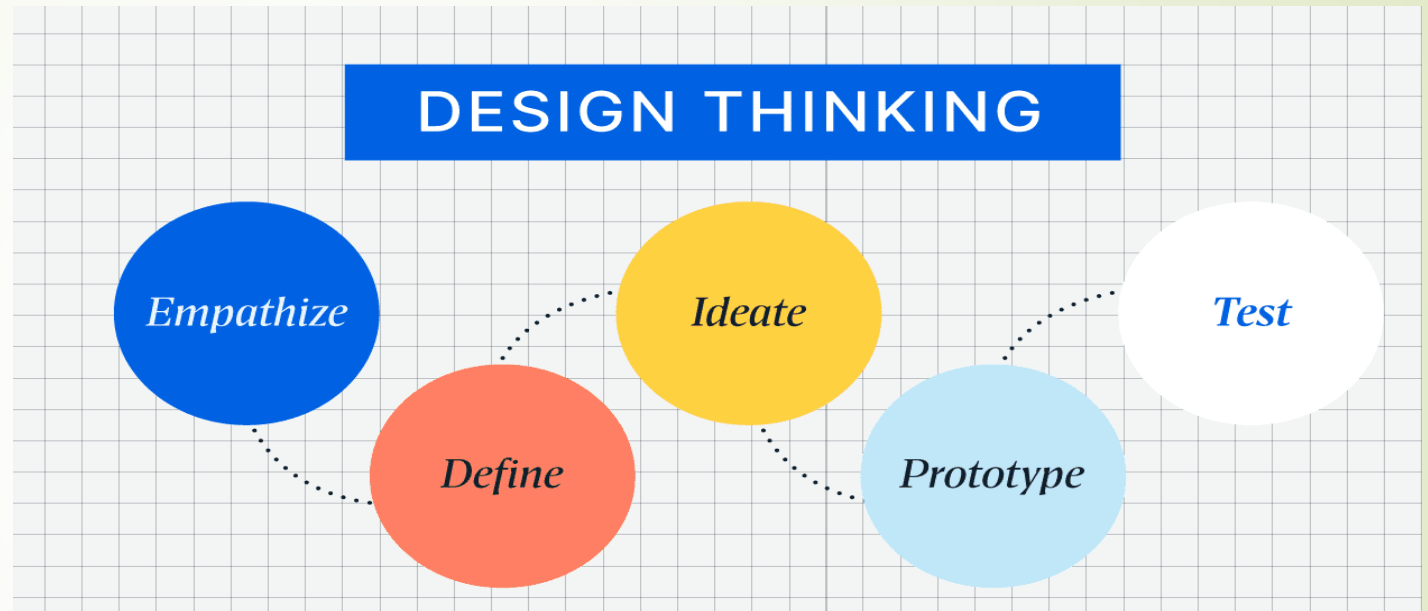 DESIGN THINKING
Empathize
Define
Ideate
Prototype
Test